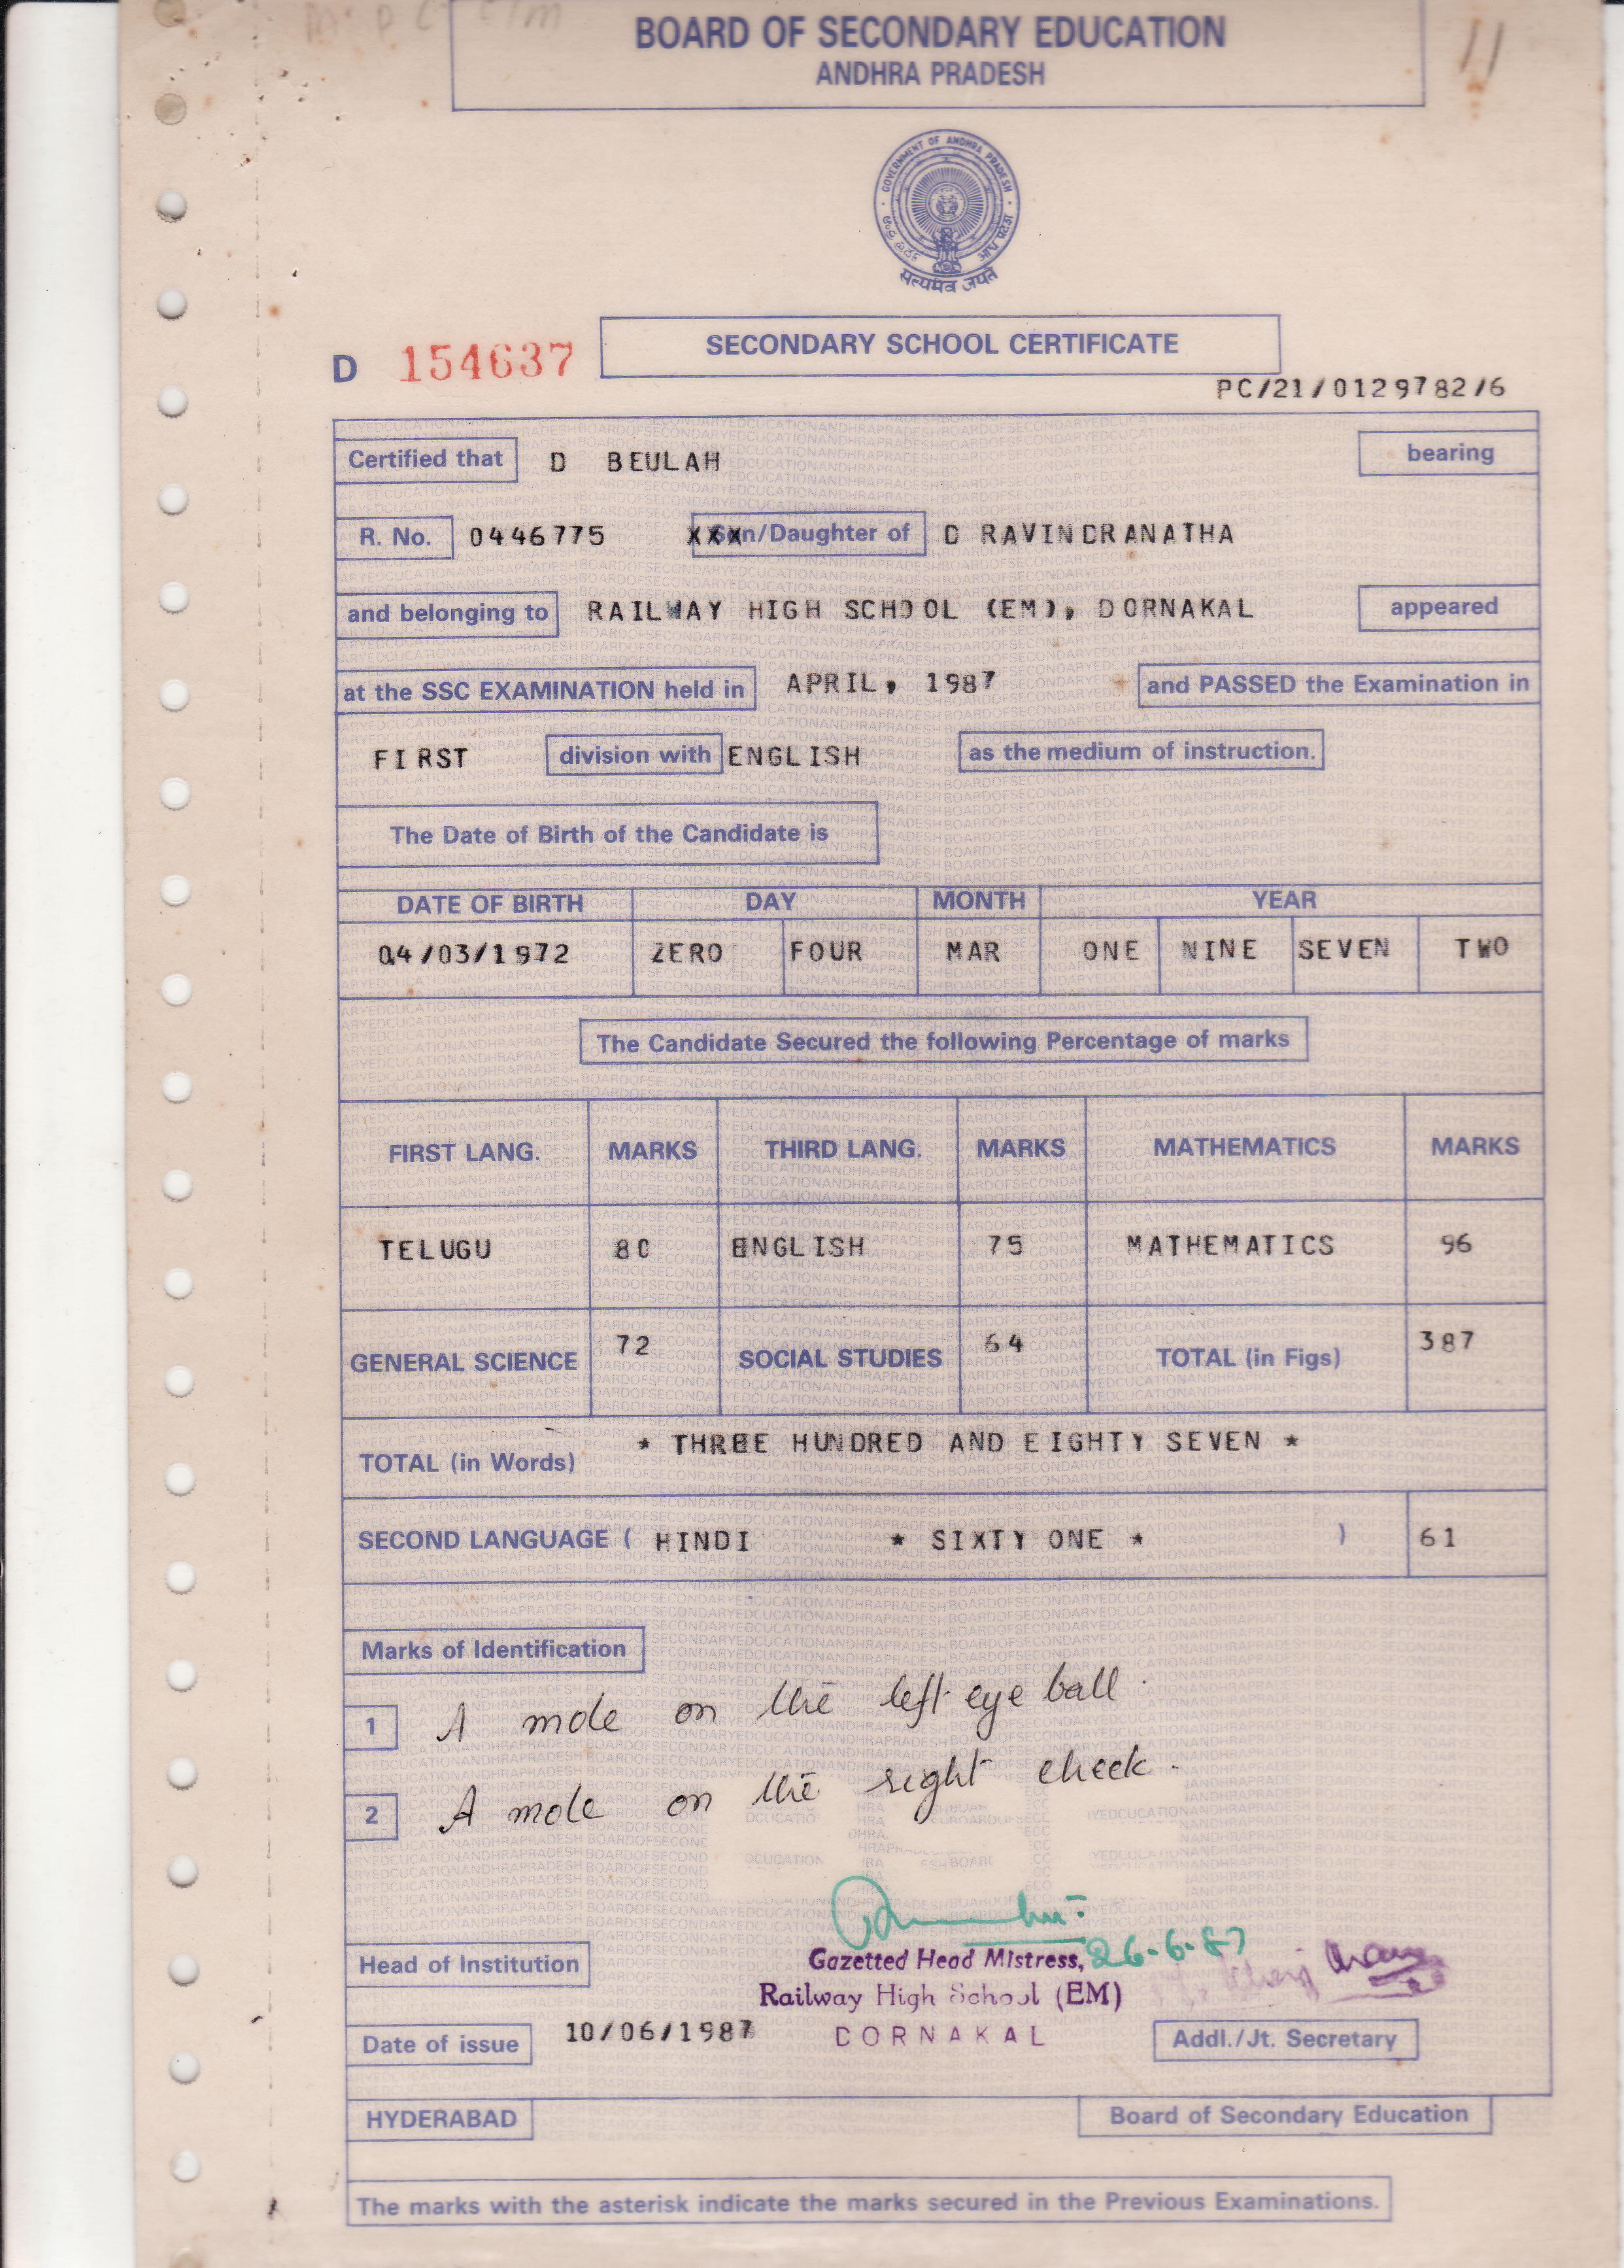 BOARD OF SECONDARY EDUCATION
ANDHRA PRADESH
GOVERNMENT OF ANDHRA PRADESH
सत्यमेव जयते
SECONDARY SCHOOL CERTIFICATE
D 154637
PC/21/0129782/6
Certified that D BEULAH bearing
R. No. 0446775 XXX Son/Daughter of D RAVINDRANATHA
and belonging to RAILWAY HIGH SCHOOL (EM), DORNAKAL appeared
at the SSC EXAMINATION held in APRIL, 1987 and PASSED the Examination in
FIRST division with ENGLISH as the medium of instruction.
The Date of Birth of the Candidate is
DATE OF BIRTH DAY MONTH YEAR
04/03/1972 ZERO FOUR MAR ONE NINE SEVEN TWO
The Candidate Secured the following Percentage of marks
FIRST LANG. MARKS THIRD LANG. MARKS MATHEMATICS MARKS
TELUGU 80 ENGLISH 75 MATHEMATICS 96
GENERAL SCIENCE 72 SOCIAL STUDIES 64 TOTAL (in Figs) 387
TOTAL (in Words) * THREE HUNDRED AND EIGHTY SEVEN *
SECOND LANGUAGE ( HINDI * SIXTY ONE * ) 61
Marks of Identification
1 A mole on the left eye ball.
2 A mole on the right cheek.
26-6-87
Head of Institution Gazetted Head Mistress,
Railway High School (EM)
Date of issue 10/06/1987 DORNAKAL Addl./Jt. Secretary
HYDERABAD Board of Secondary Education
The marks with the asterisk indicate the marks secured in the Previous Examinations.